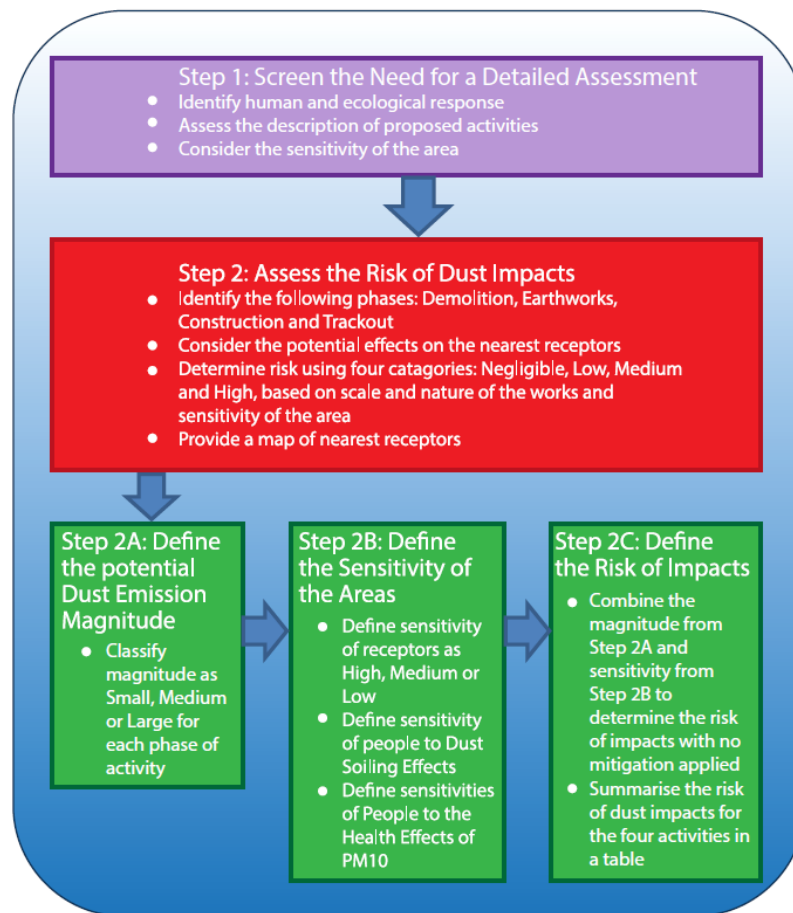 Step 1: Screen the Need for a Detailed Assessment
● Identify human and ecological response
● Assess the description of proposed activities
● Consider the sensitivity of the area
Step 2: Assess the Risk of Dust Impacts
● Identify the following phases: Demolition, Earthworks,
Construction and Trackout
● Consider the potential effects on the nearest receptors
● Determine risk using four catagories: Negligible, Low, Medium
and High, based on scale and nature of the works and
sensitivity of the area
● Provide a map of nearest receptors
Step 2A: Define
the potential
Dust Emission
Magnitude
● Classify
magnitude as
Small, Medium
or Large for
each phase of
activity
Step 2B: Define
the Sensitivity of
the Areas
● Define sensitivity
of receptors as
High, Medium or
Low
● Define sensitivity
of people to Dust
Soiling Effects
● Define sensitivities
of People to the
Health Effects of
PM10
Step 2C: Define
the Risk of Impacts
● Combine the
magnitude from
Step 2A and
sensitivity from
Step 2B to
determine the risk
of impacts with no
mitigation applied
● Summarise the risk
of dust impacts for
the four activities in
a table